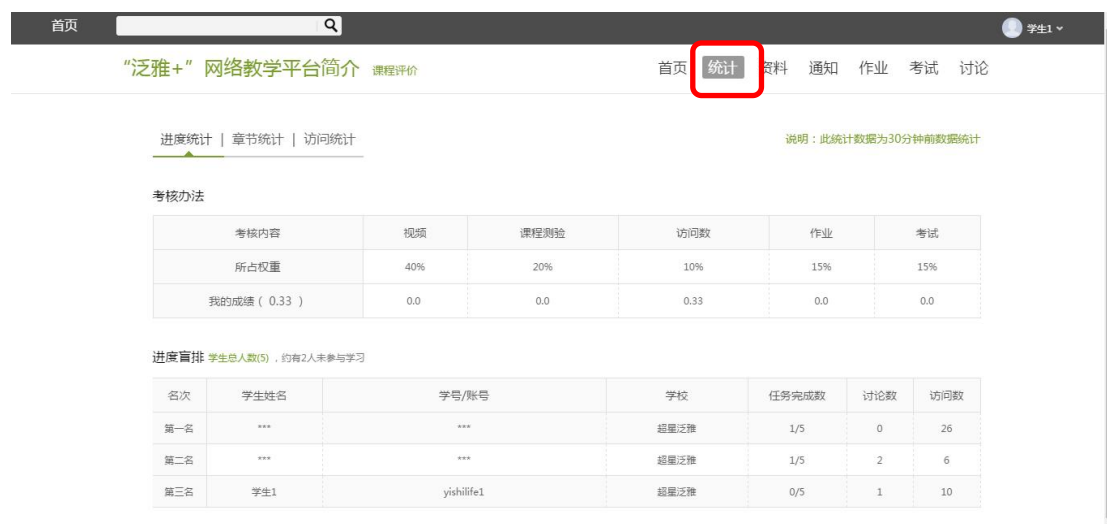 首页 学生1
“泛雅+”网络教学平台简介 课程评价 首页 统计 资料 通知 作业 考试 讨论
进度统计 | 章节统计 | 访问统计 说明：此统计数据为30分钟前数据统计
考核办法
考核内容 视频 课程测验 访问数 作业 考试
所占权重 40% 20% 10% 15% 15%
我的成绩（ 0.33 ） 0.0 0.0 0.33 0.0 0.0
进度盲排 学生总人数(5) ，约有2人未参与学习
名次 学生姓名 学号/账号 学校 任务完成数 讨论数 访问数
第一名 *** *** 超星泛雅 1/5 0 26
第二名 *** *** 超星泛雅 1/5 2 6
第三名 学生1 yishilife1 超星泛雅 0/5 1 10